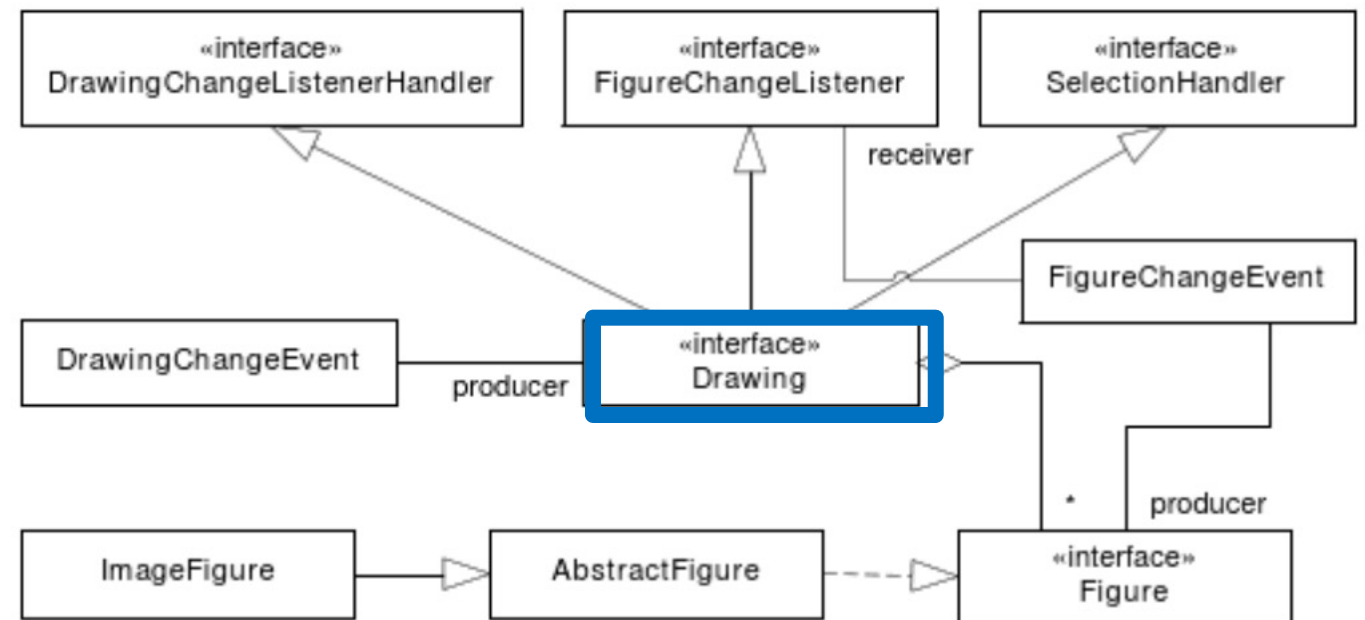 «interface»
DrawingChangeListenerHandler
«interface»
FigureChangeListener
«interface»
SelectionHandler
receiver
FigureChangeEvent
DrawingChangeEvent
producer
«interface»
Drawing
*
producer
ImageFigure
AbstractFigure
«interface»
Figure